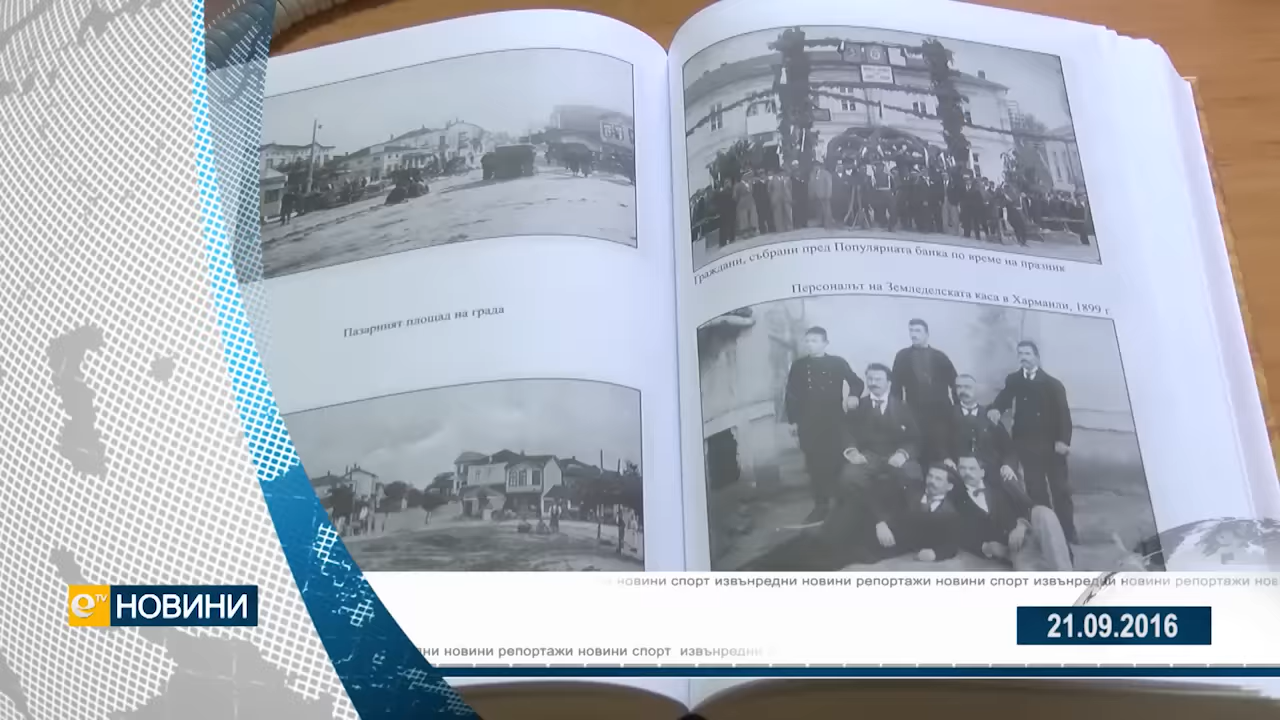 Пазарният площад на града
Граждани, събрани пред Популярната банка по време на празник
Персоналът на Земеделската каса в Харманли, 1899 г.
новини спорт извънредни новини репортажи новини спорт извънредни новини репортажи нов
eTV НОВИНИ
21.09.2016
дни новини репортажи новини спорт извънредни